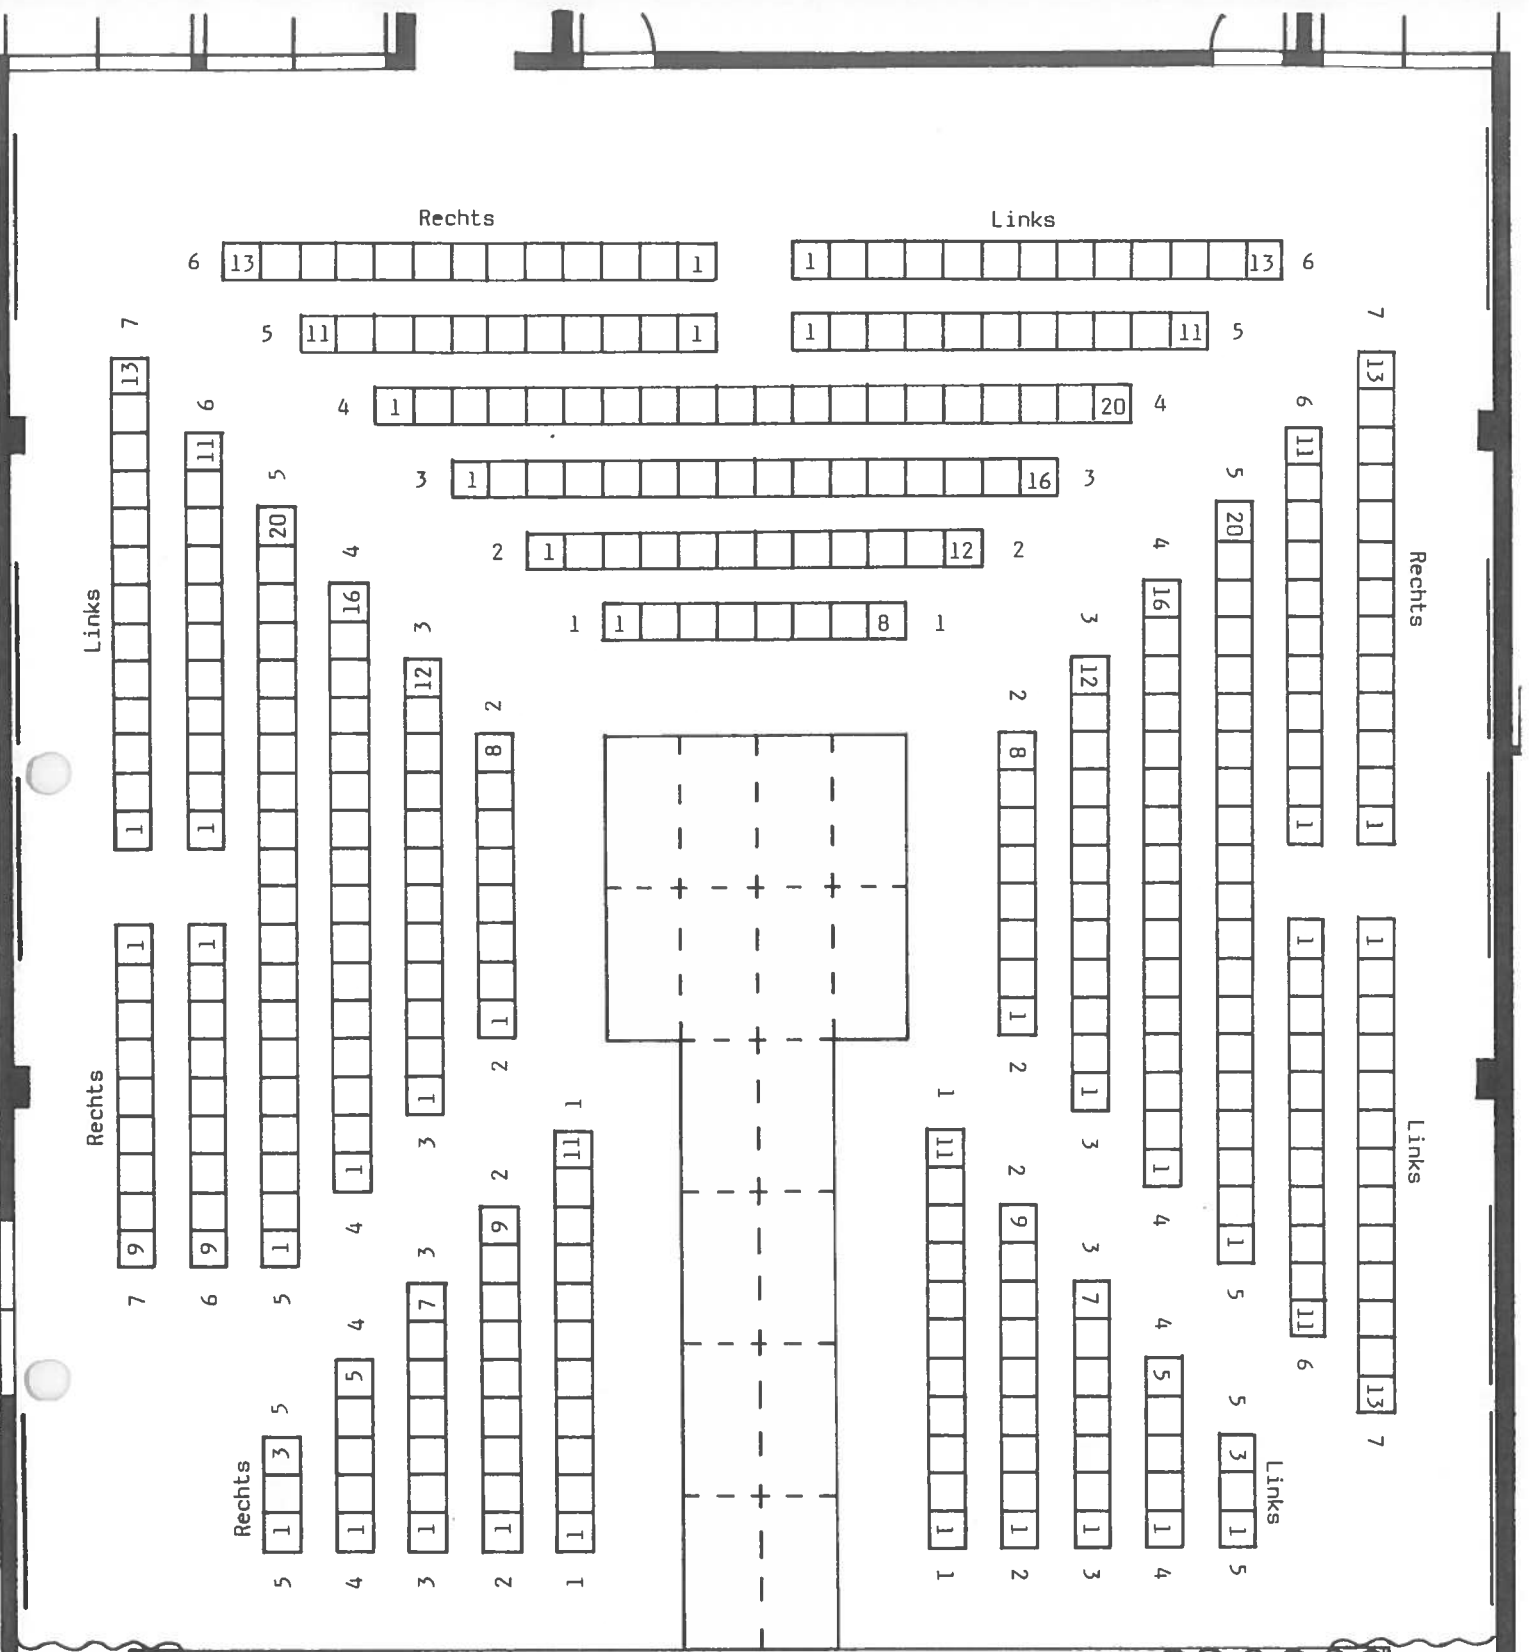 Rechts Links
6 13 1 1 13 6
5 11 1 1 11 5
4 1 20 4
3 1 16 3
2 1 12 2
1 1 8 1
Links
7 13 1
6 11 1
5 20 1 5
4 16 1 4
3 12 1 3
2 8 1 2
Rechts
1 9 7
1 9 6
Rechts
5 3 1 5
4 5 1 4
3 7 1 3
2 9 1 2
1 11 1 1
Rechts
7 13 1
6 11 1
5 20 1 5
4 16 1 4
3 12 1 3
2 8 1 2
Links
1 13 7
1 11 6
1 11 1 1
2 9 1 2
3 7 1 3
4 5 1 4
5 3 1 5
Links